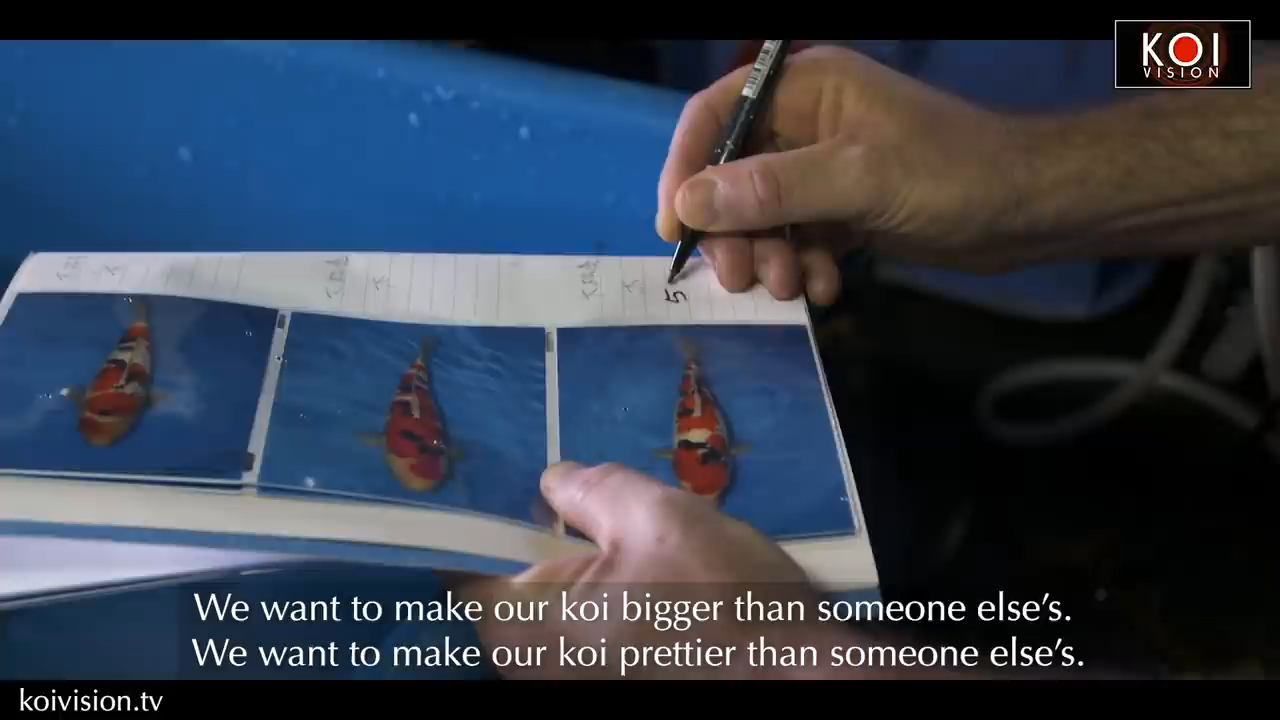 KOI
VISION
5
We want to make our koi bigger than someone else's.
We want to make our koi prettier than someone else's.
koivision.tv